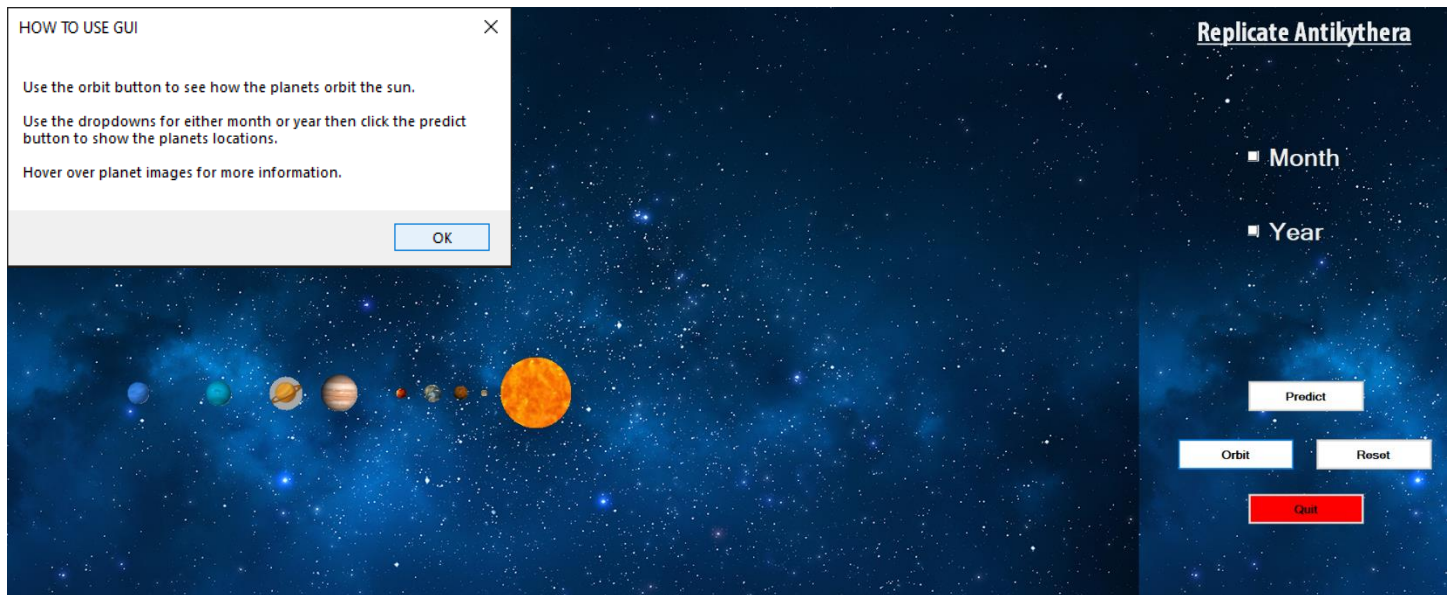 HOW TO USE GUI
Use the orbit button to see how the planets orbit the sun.
Use the dropdowns for either month or year then click the predict
button to show the planets locations.
Hover over planet images for more information.
OK
Replicate Antikythera
Month
Year
Predict
Orbit
Reset
Quit